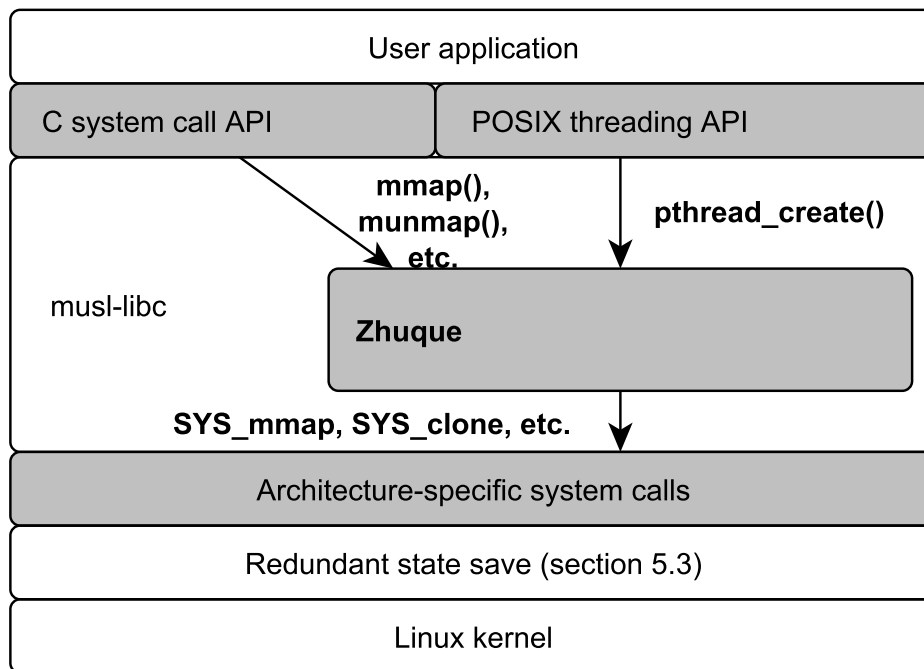 User application
C system call API
POSIX threading API
mmap(),
munmap(),
etc.
pthread_create()
musl-libc
Zhuque
SYS_mmap, SYS_clone, etc.
Architecture-specific system calls
Redundant state save (section 5.3)
Linux kernel